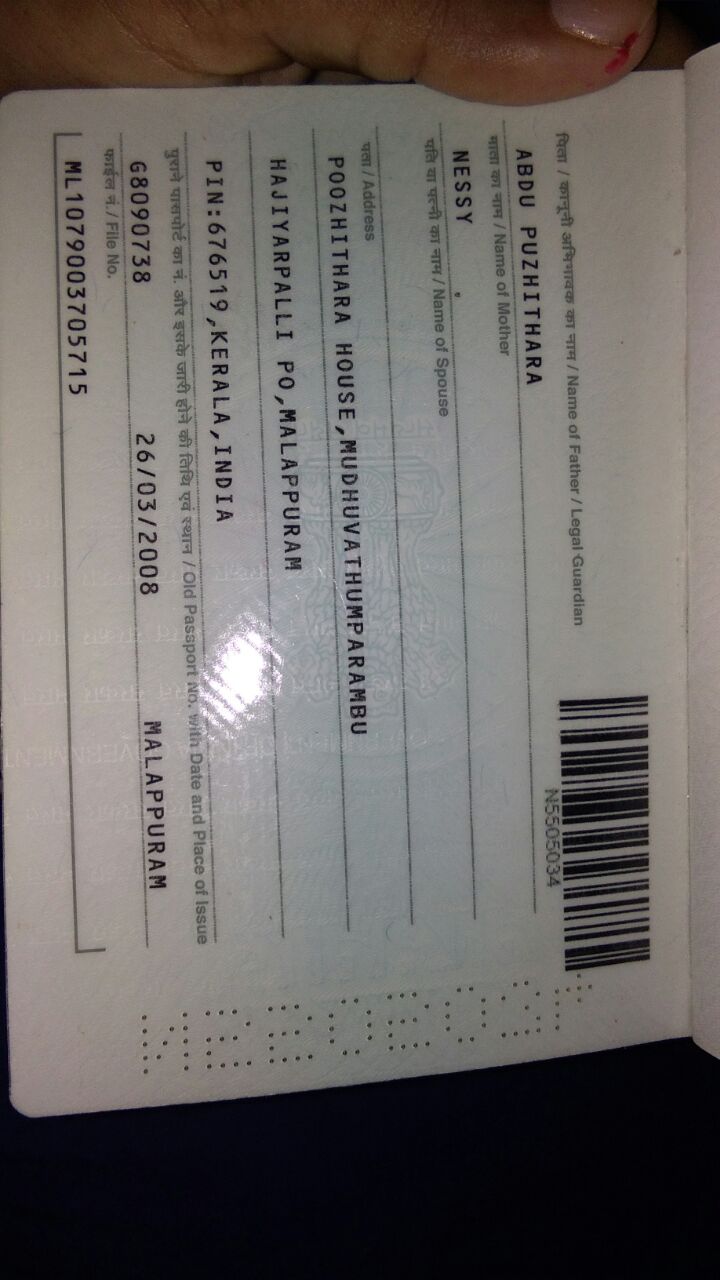 पिता / कानूनी अभिभावक का नाम / Name of Father / Legal Guardian
N5505034
ABDU PUZHITHARA
माता का नाम / Name of Mother
NESSY
पति या पत्नी का नाम / Name of Spouse
पता / Address
POOZHITHARA HOUSE,MUDHUVATHUMPARAMBU
HAJIYARPALLI PO,MALAPPURAM
PIN:676519,KERALA,INDIA
पुराने पासपोर्ट का नं. और इसके जारी होने की तिथि एवं स्थान / Old Passport No. with Date and Place of Issue
G8090738 26/03/2008 MALAPPURAM
फाईल नं. / File No.
ML1079003705715